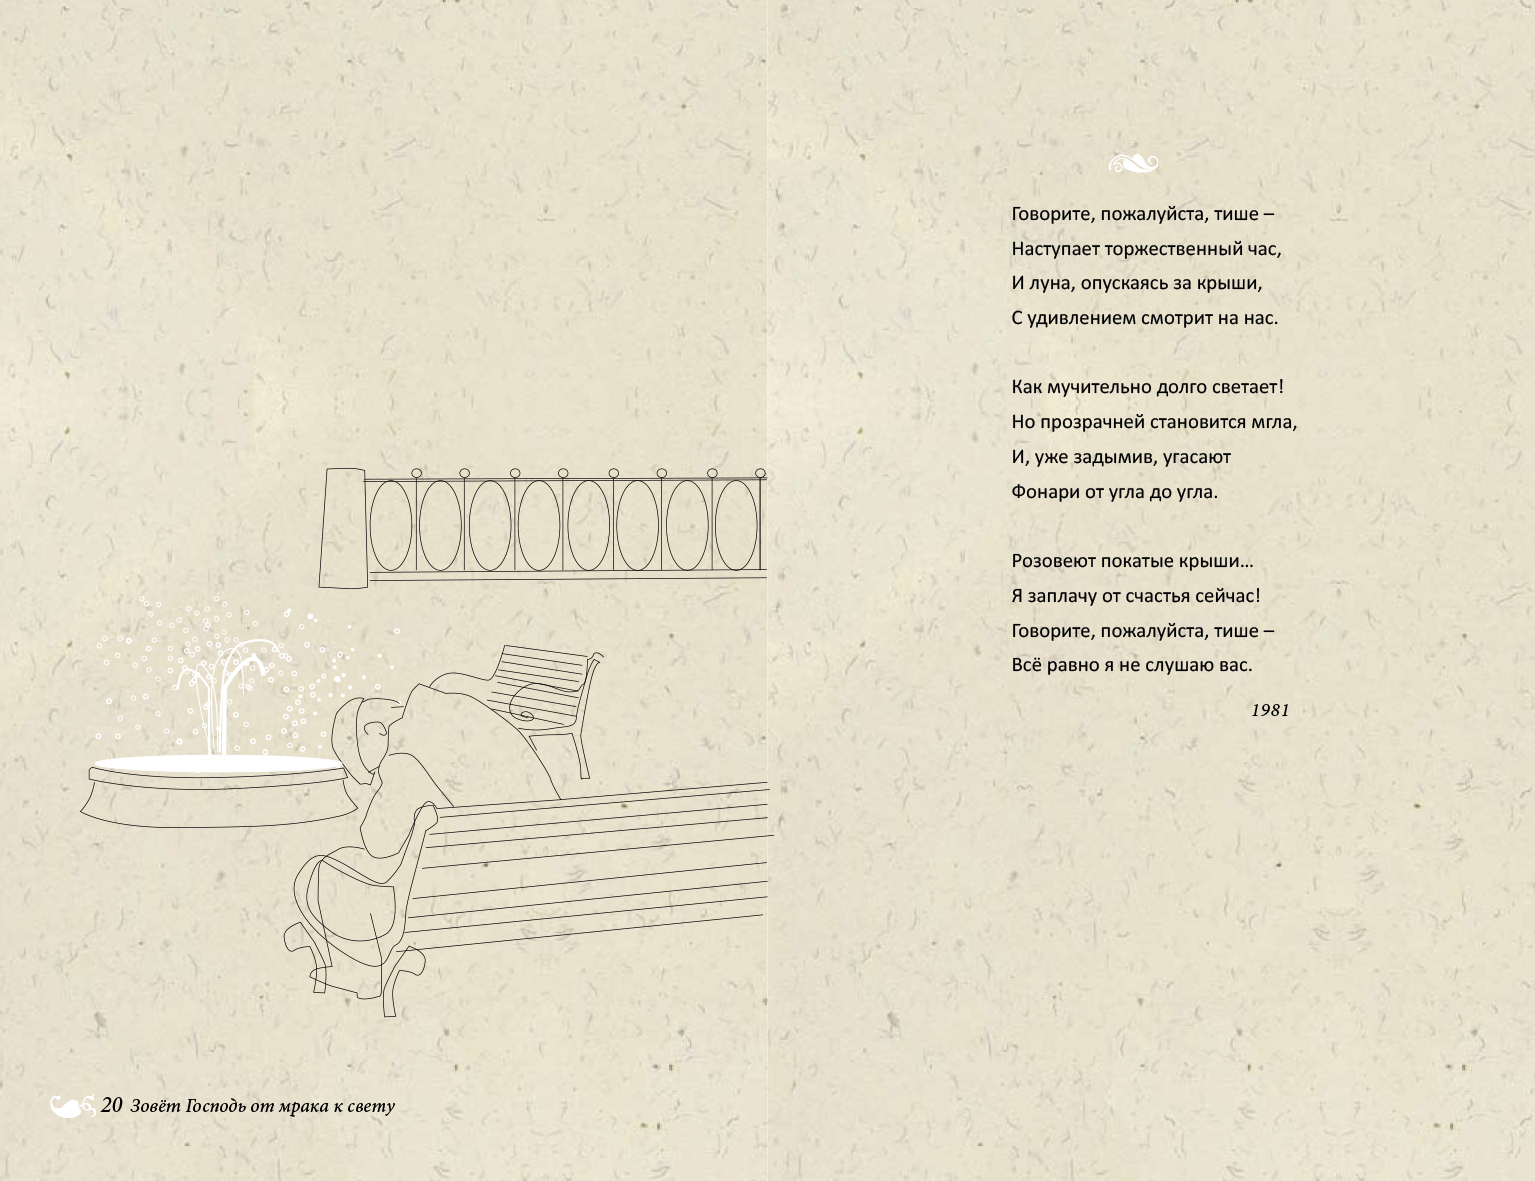 Говорите, пожалуйста, тише –
Наступает торжественный час,
И луна, опускаясь за крыши,
С удивлением смотрит на нас.
Как мучительно долго светает!
Но прозрачней становится мгла,
И, уже задымив, угасают
Фонари от угла до угла.
Розовеют покатые крыши...
Я заплачу от счастья сейчас!
Говорите, пожалуйста, тише –
Всё равно я не слушаю вас.
1981
20 Зовёт Господь от мрака к свету